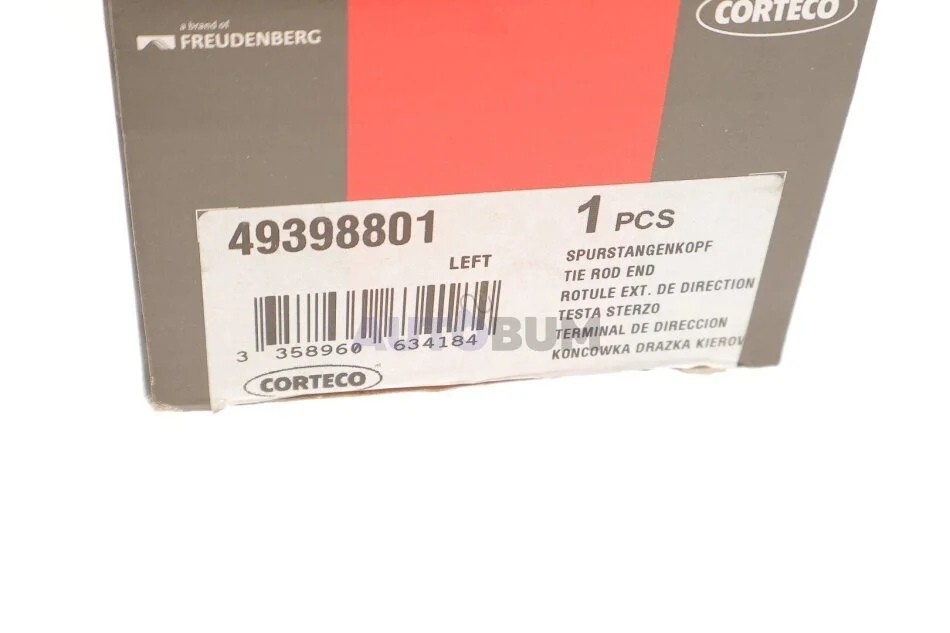 a brand of
FREUDENBERG
CORTECO
49398801
LEFT
1 PCS
SPURSTANGENKOPF
TIE ROD END
ROTULE EXT. DE DIRECTION
TESTA STERZO
TERMINAL DE DIRECCION
KONCOWKA DRAZKA KIEROV
3 358960 634184
CORTECO
AUTOBUM